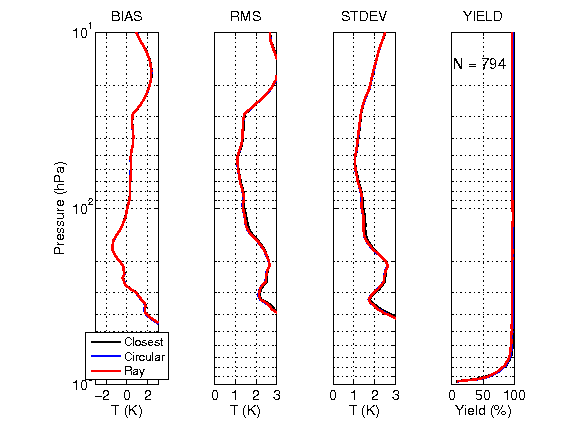 BIAS RMS STDEV YIELD
10^1
N = 794
Pressure (hPa)
10^2
Closest
Circular
Ray
10
−2 0 2 0 1 2 3 0 1 2 3 0 50 100
T (K) T (K) T (K) Yield (%)